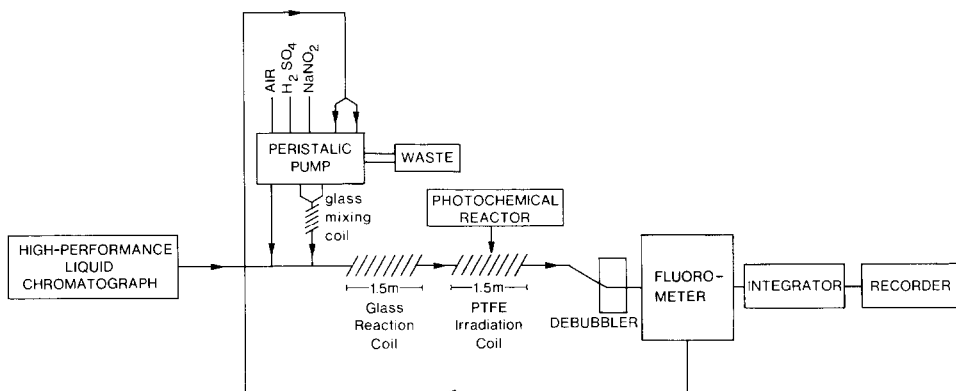 AIR
H2SO4
NaNO2
PERISTALIC
PUMP
WASTE
glass
mixing
coil
PHOTOCHEMICAL
REACTOR
HIGH-PERFORMANCE
LIQUID
CHROMATOGRAPH
1.5m
Glass
Reaction
Coil
1.5m
PTFE
Irradiation
Coil
DEBUBBLER
FLUORO-
METER
INTEGRATOR
RECORDER